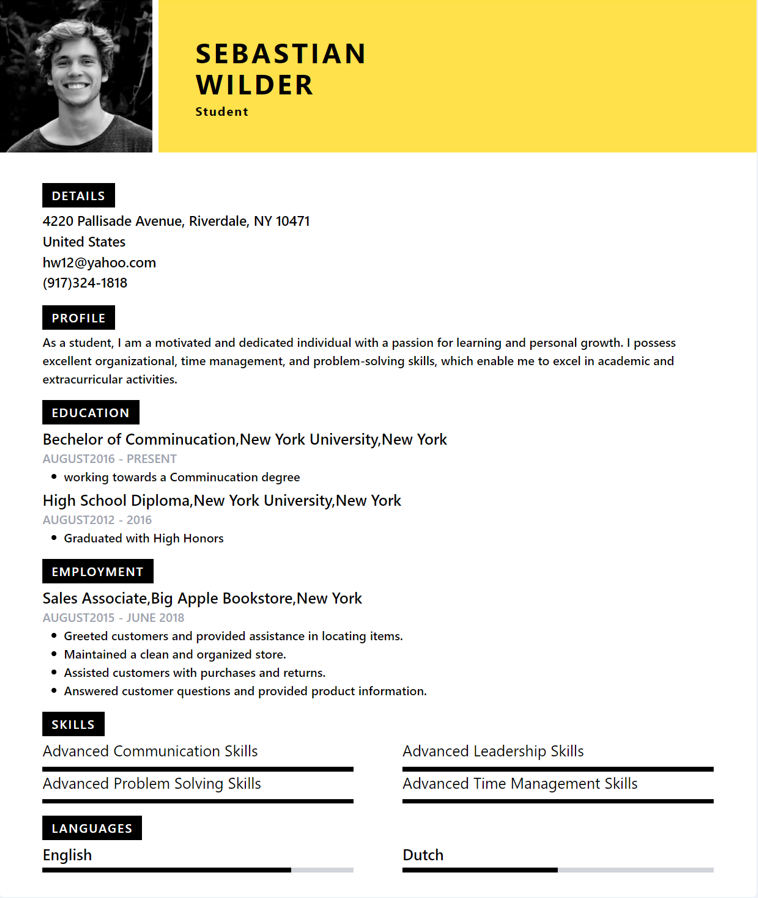 SEBASTIAN
WILDER
Student
DETAILS
4220 Pallisade Avenue, Riverdale, NY 10471
United States
hw12@yahoo.com
(917)324-1818
PROFILE
As a student, I am a motivated and dedicated individual with a passion for learning and personal growth. I possess
excellent organizational, time management, and problem-solving skills, which enable me to excel in academic and
extracurricular activities.
EDUCATION
Bechelor of Comminucation,New York University,New York
AUGUST2016 - PRESENT
• working towards a Comminucation degree
High School Diploma,New York University,New York
AUGUST2012 - 2016
• Graduated with High Honors
EMPLOYMENT
Sales Associate,Big Apple Bookstore,New York
AUGUST2015 - JUNE 2018
• Greeted customers and provided assistance in locating items.
• Maintained a clean and organized store.
• Assisted customers with purchases and returns.
• Answered customer questions and provided product information.
SKILLS
Advanced Communication Skills
Advanced Leadership Skills
Advanced Problem Solving Skills
Advanced Time Management Skills
LANGUAGES
English
Dutch